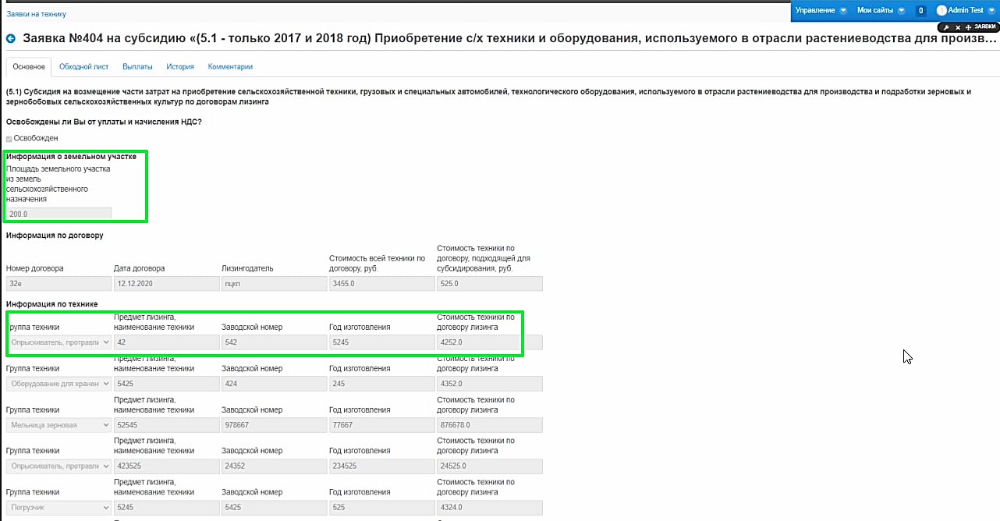 Заявки на технику
Управление Мои сайты 0 Admin Test
ЗАЯВКИ
Заявка №404 на субсидию «(5.1 - только 2017 и 2018 год) Приобретение с/х техники и оборудования, используемого в отрасли растениеводства для произв...
Основное Обходной лист Выплаты История Комментарии
(5.1) Субсидия на возмещение части затрат на приобретение сельскохозяйственной техники, грузовых и специальных автомобилей, технологического оборудования, используемого в отрасли растениеводства для производства и подработки зерновых и
зернобобовых сельскохозяйственных культур по договорам лизинга
Освобождены ли Вы от уплаты и начисления НДС?
Освобожден
Информация о земельном участке
Площадь земельного участка
из земель
сельскохозяйственного
назначения
200.0
Информация по договору
Номер договора Дата договора Лизингодатель Стоимость всей техники по договору, руб. Стоимость техники по договору, подходящей для субсидирования, руб.
32е 12.12.2020 пцкп 3455.0 525.0
Информация по технике
Группа техники Предмет лизинга, наименование техники Заводской номер Год изготовления Стоимость техники по договору лизинга
Опрыскиватель, протравли 42 542 5245 4252.0
Группа техники Предмет лизинга, наименование техники Заводской номер Год изготовления Стоимость техники по договору лизинга
Оборудование для хранен 5425 424 245 4352.0
Группа техники Предмет лизинга, наименование техники Заводской номер Год изготовления Стоимость техники по договору лизинга
Мельница зерновая 52545 978667 77667 876678.0
Группа техники Предмет лизинга, наименование техники Заводской номер Год изготовления Стоимость техники по договору лизинга
Опрыскиватель, протравли 423525 24352 234525 24525.0
Группа техники Предмет лизинга, наименование техники Заводской номер Год изготовления Стоимость техники по договору лизинга
Погрузчик 5245 5425 525 4324.0